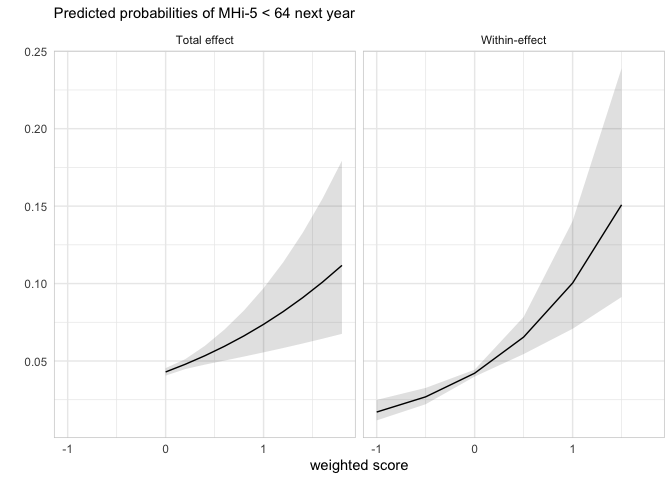 Predicted probabilities of MHi-5 < 64 next year
Total effect
Within-effect
0.25
0.20
0.15
0.10
0.05
-1
0
1
-1
0
1
weighted score